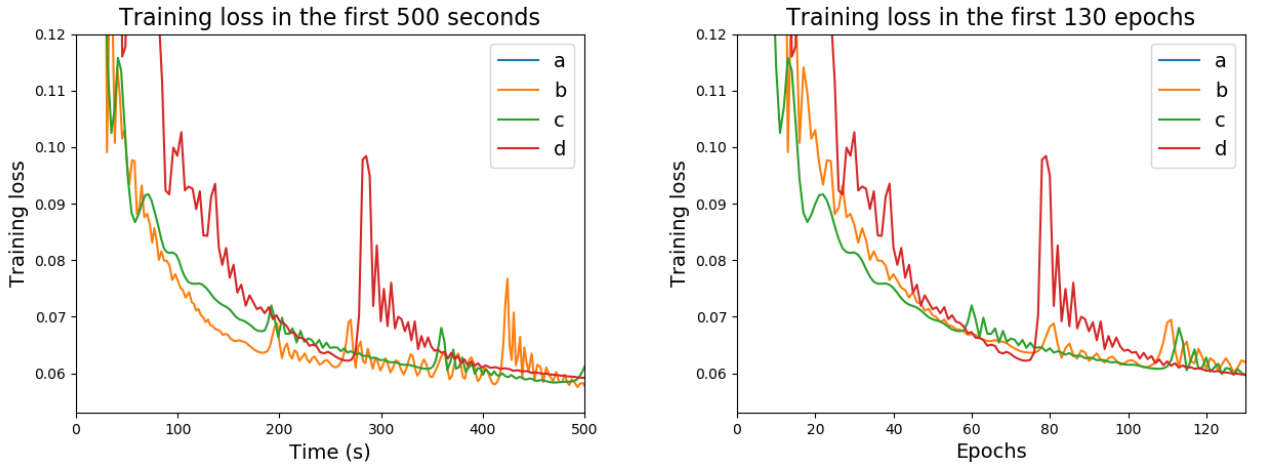 Training loss in the first 500 seconds
0.12
0.11
0.10
0.09
0.08
0.07
0.06
Training loss
0 100 200 300 400 500
Time (s)
a
b
c
d
Training loss in the first 130 epochs
0.12
0.11
0.10
0.09
0.08
0.07
0.06
Training loss
0 20 40 60 80 100 120
Epochs
a
b
c
d